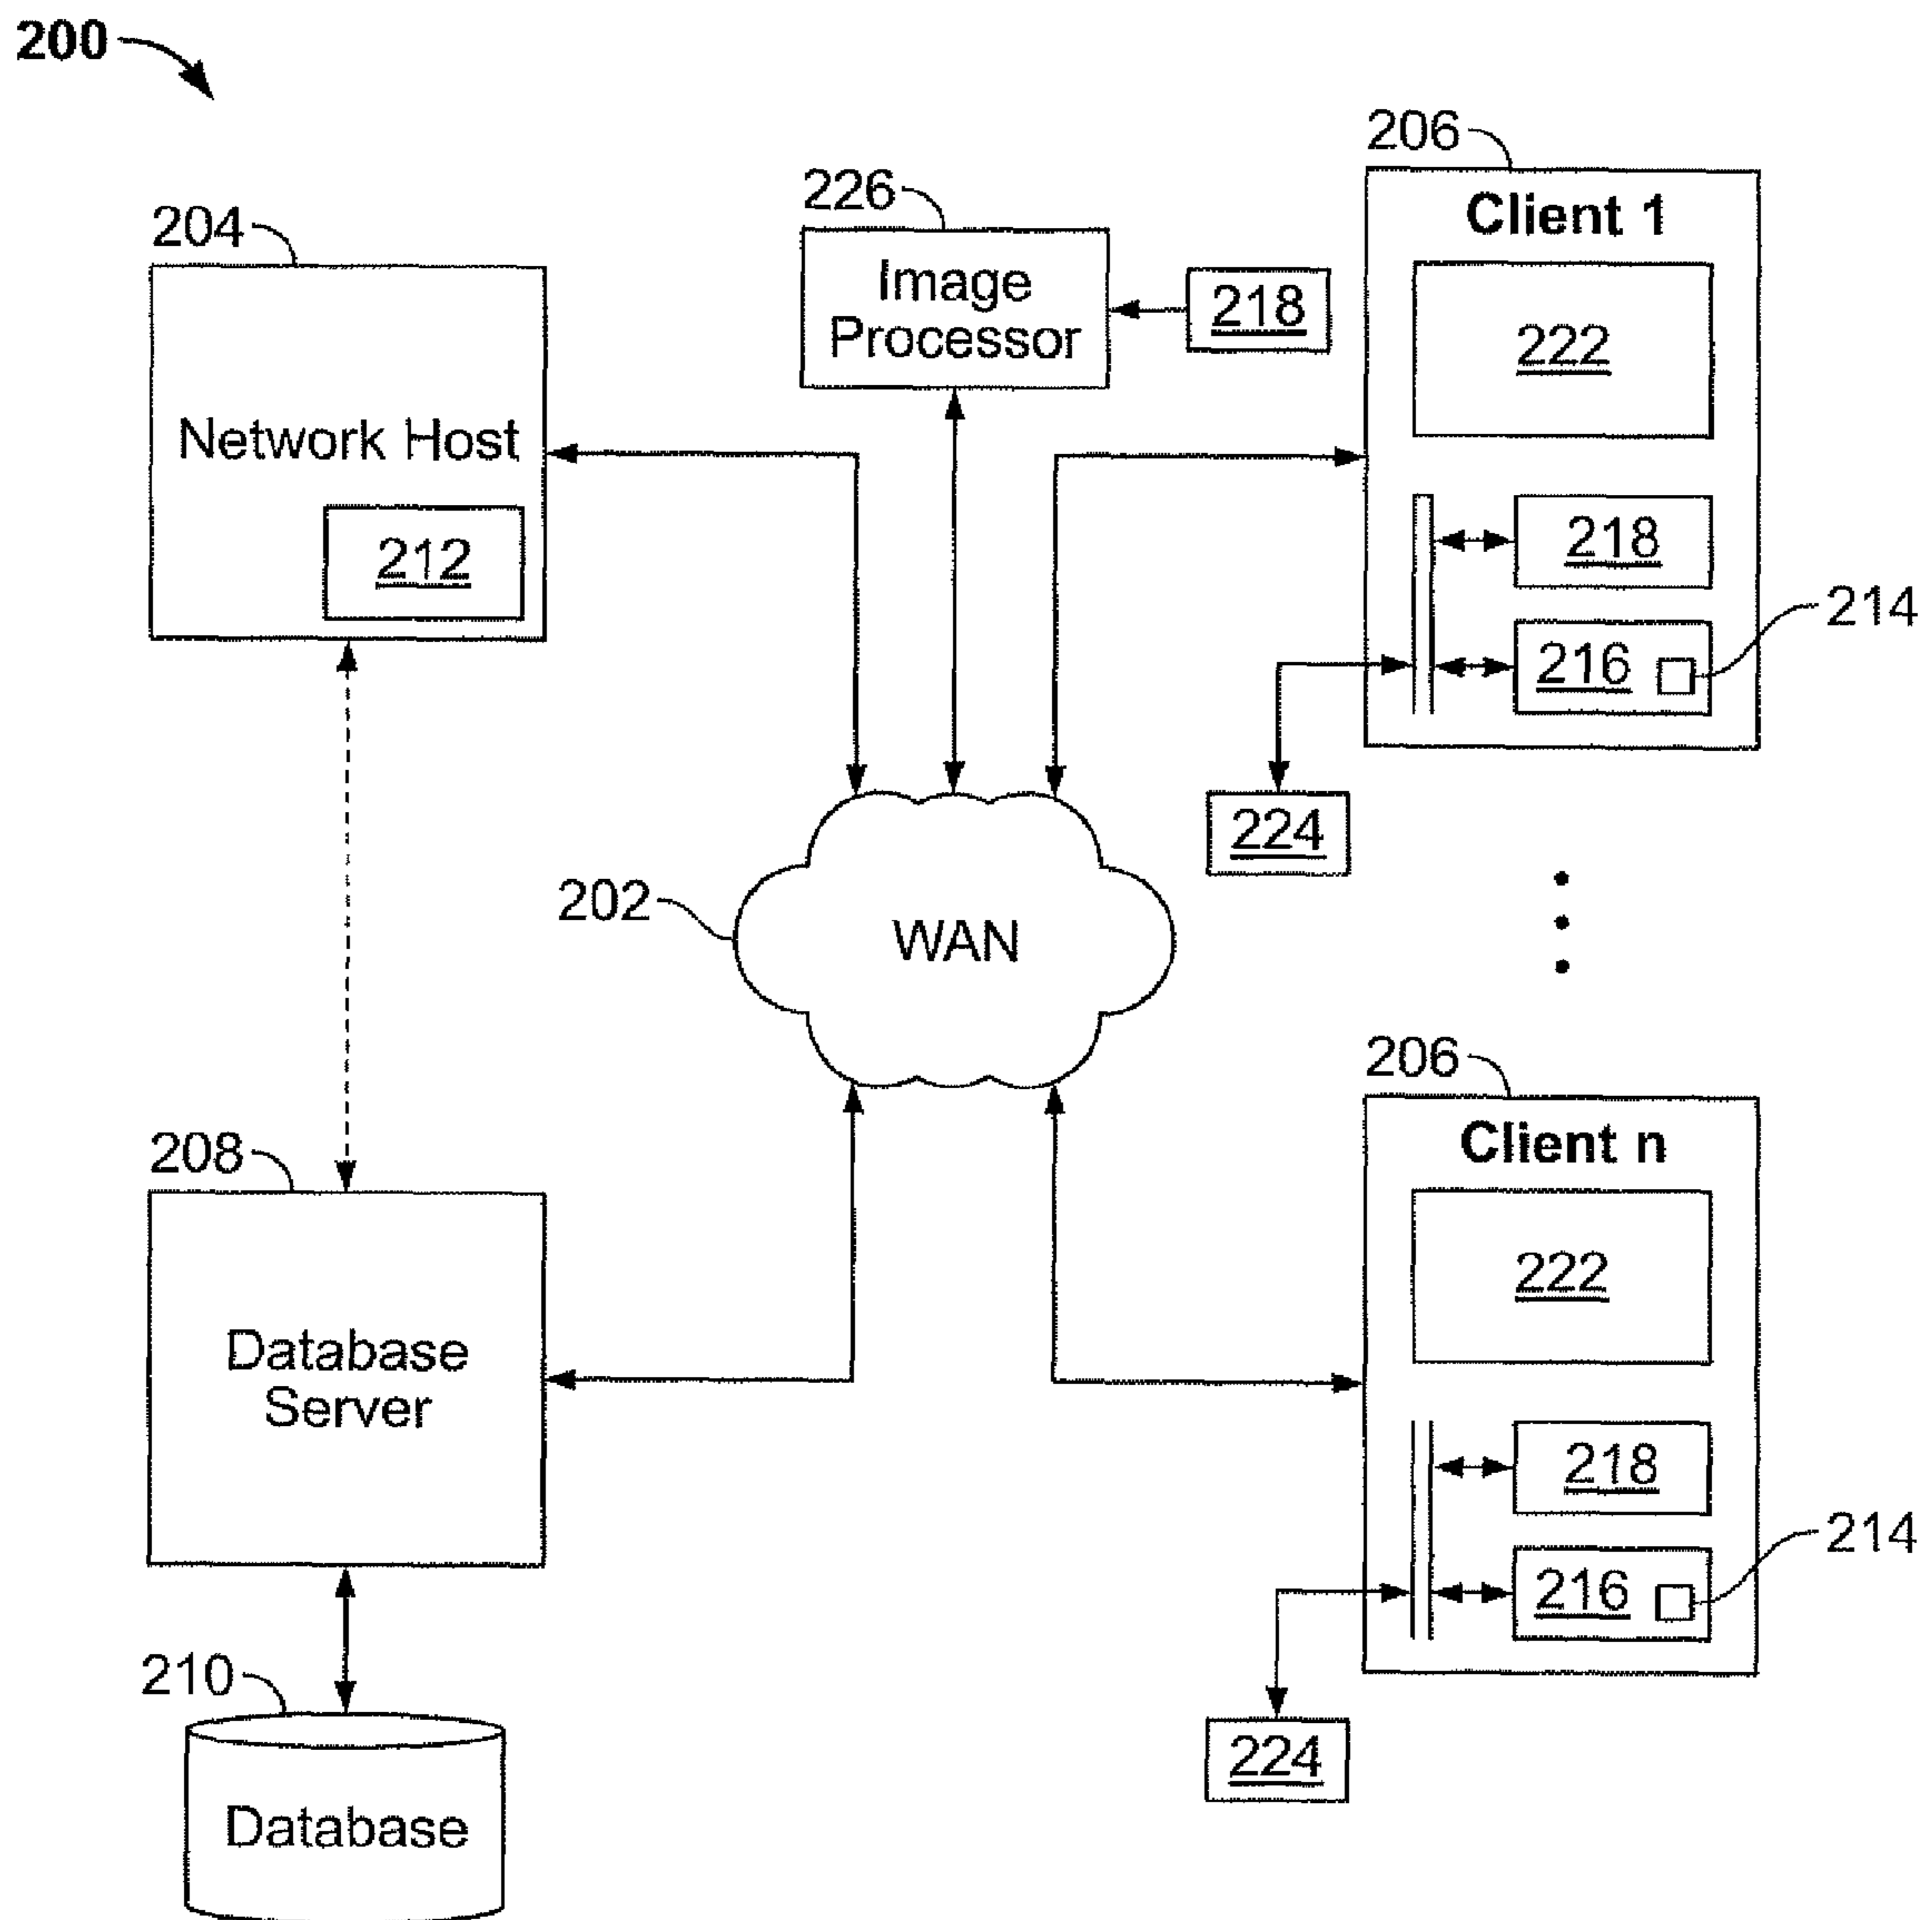 200
206
Client 1
222
218
216
214
224
226
Image
Processor
218
204
Network Host
212
202
WAN
206
Client n
222
218
216
214
224
208
Database
Server
210
Database